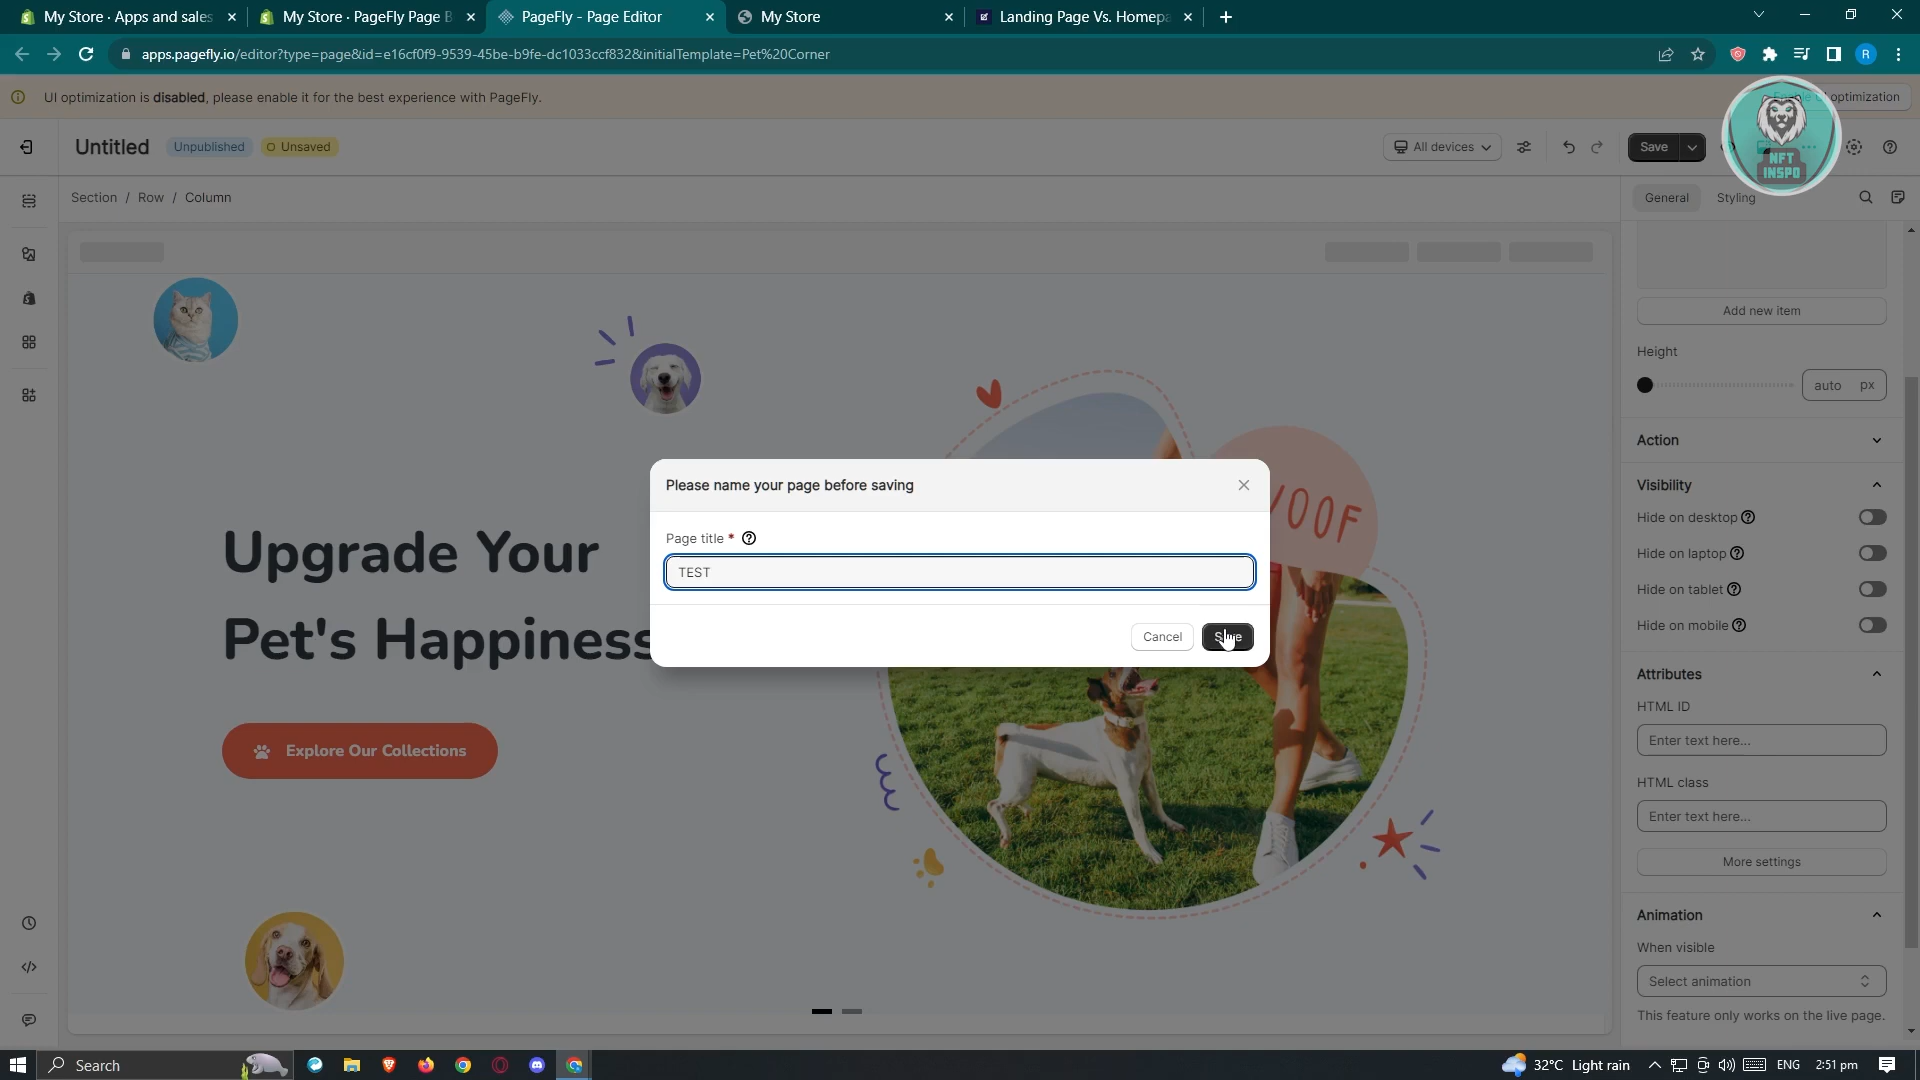 My Store · Apps and sales
My Store · PageFly Page B
PageFly - Page Editor
My Store
Landing Page Vs. Homepa
apps.pagefly.io/editor?type=page&id=e16cf0f9-9539-45be-b9fe-dc1033ccf832&initialTemplate=Pet%20Corner
R
UI optimization is disabled, please enable it for the best experience with PageFly.
optimization
NFT
INSPO
Untitled
Unpublished
Unsaved
All devices
Save
Section / Row / Column
General
Styling
Add new item
Height
auto px
Action
Visibility
Hide on desktop
Hide on laptop
Hide on tablet
Hide on mobile
Attributes
HTML ID
Enter text here...
HTML class
Enter text here...
More settings
Animation
When visible
Select animation
This feature only works on the live page.
Please name your page before saving
Page title *
TEST
Cancel
Save
Upgrade Your
Pet's Happiness
Explore Our Collections
Search
32°C Light rain
ENG
2:51 pm